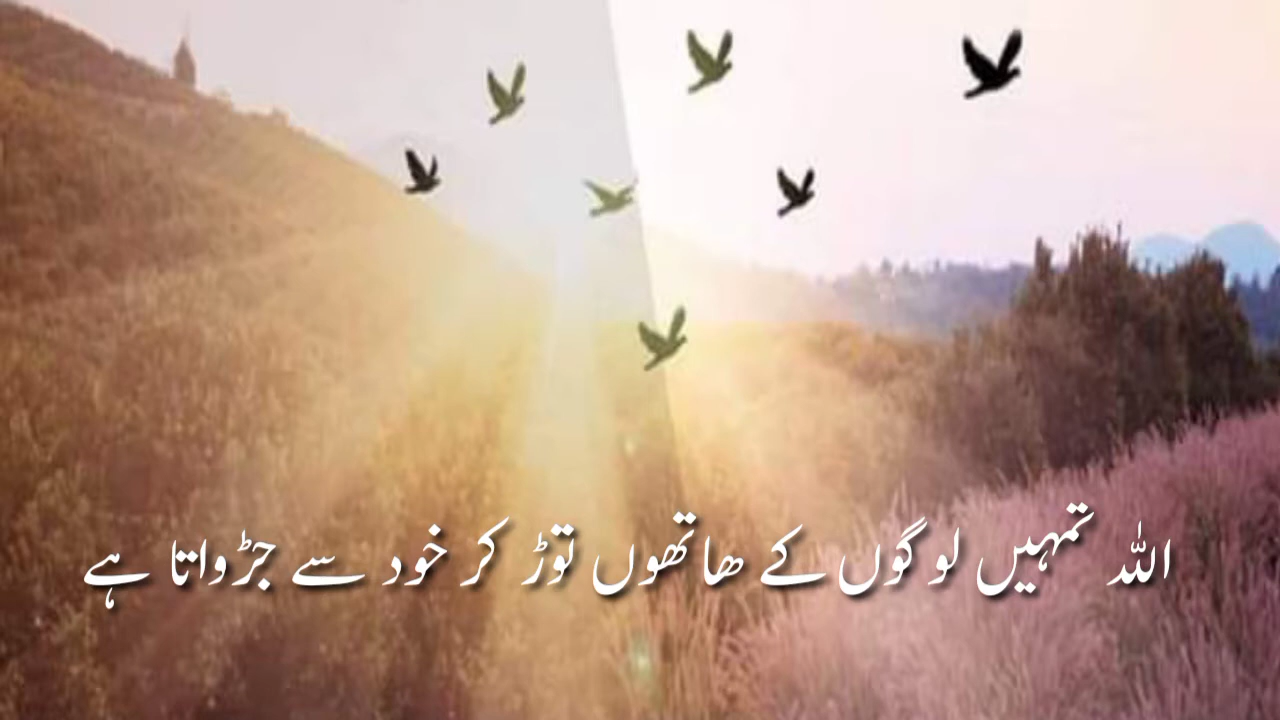 اللہ تمہیں لوگوں کے ھاتھوں توڑ کر خود سے جڑواتا ہے